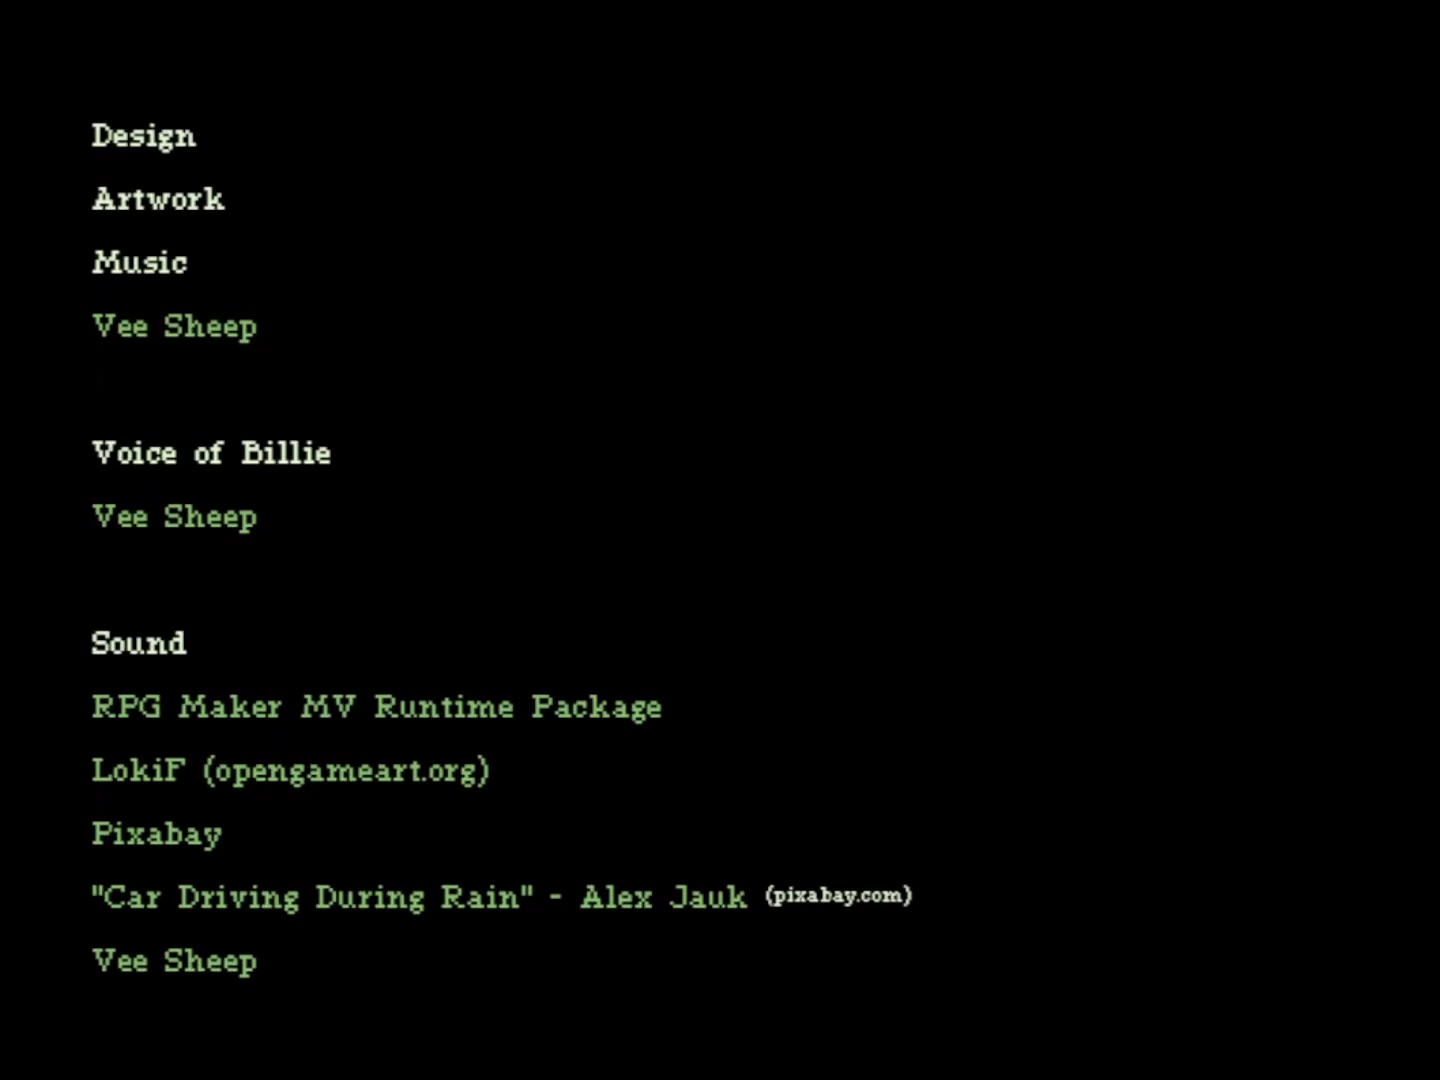 Design
Artwork
Music
Vee Sheep
Voice of Billie
Vee Sheep
Sound
RPG Maker MV Runtime Package
LokiF (opengameart.org)
Pixabay
"Car Driving During Rain" - Alex Jauk (pixabay.com)
Vee Sheep